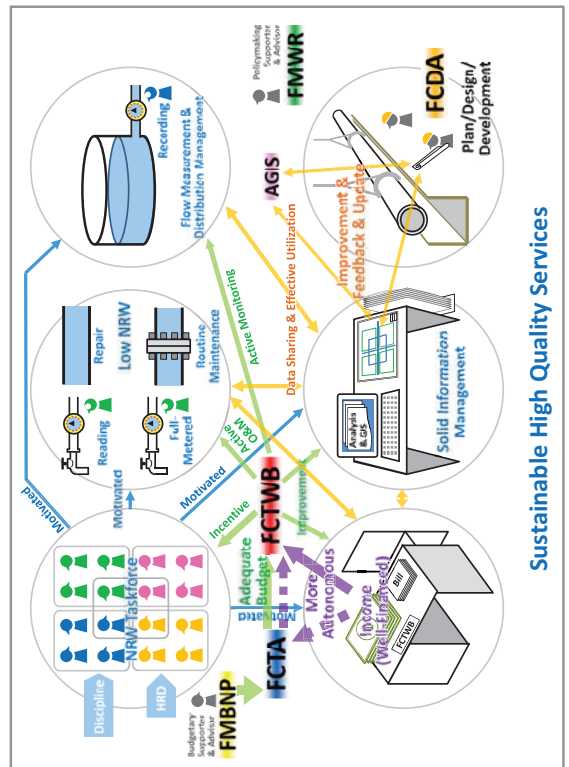 Discipline
HRD
NRW-Taskforce
Motivated
Motivated
Motivated
Motivated
Reading
Full-
Metered
Repair
Low NRW
Routine
Maintenance
Recording
Flow Measurement &
Distribution Management
Budgetary
Supporter
& Advisor
FMBNP
FCTA
Adequate
Budget
Incentive
Active
O&M
Active Monitoring
FCTWB
Improvement
More
Autonomous
Policymaking
Supporter
& Advisor
FMWR
AGIS
Data Sharing & Effective Utilization
Improvement &
Feedback & Update
Income
(Well-Financed)
Bill
FCTWB
Analysis
& GIS
Solid Information
Management
FCDA
Plan/Design/
Development
Sustainable High Quality Services